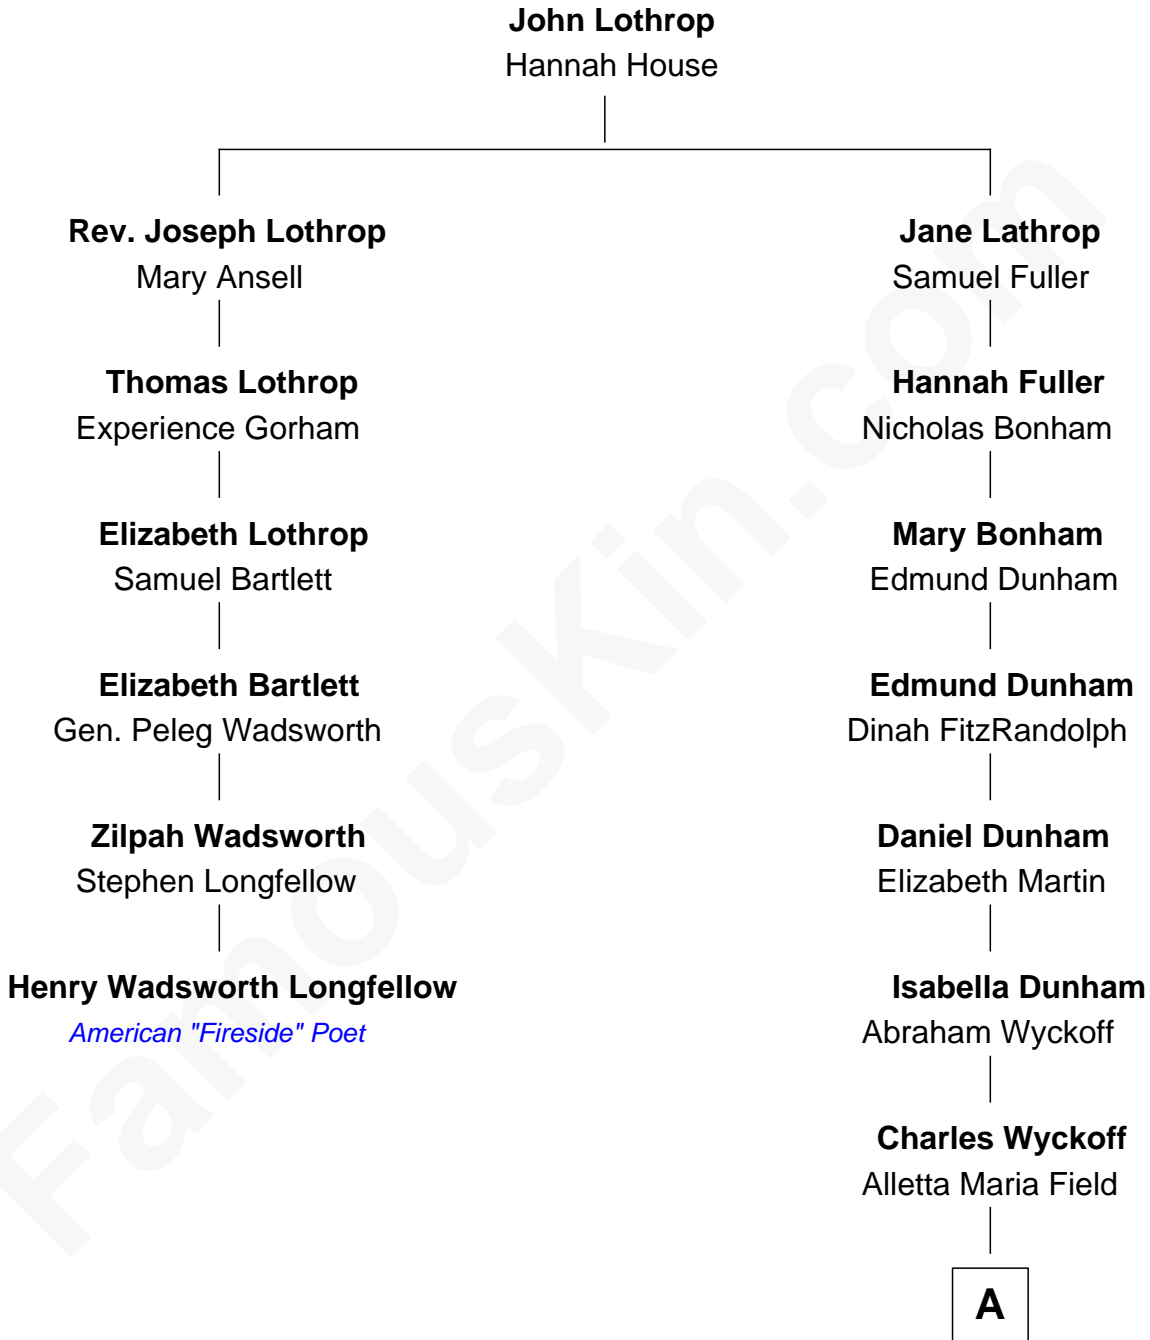 John Lothrop
Hannah House
Rev. Joseph Lothrop
Mary Ansell
Thomas Lothrop
Experience Gorham
Elizabeth Lothrop
Samuel Bartlett
Elizabeth Bartlett
Gen. Peleg Wadsworth
Zilpah Wadsworth
Stephen Longfellow
Henry Wadsworth Longfellow
American "Fireside" Poet
Jane Lathrop
Samuel Fuller
Hannah Fuller
Nicholas Bonham
Mary Bonham
Edmund Dunham
Edmund Dunham
Dinah FitzRandolph
Daniel Dunham
Elizabeth Martin
Isabella Dunham
Abraham Wyckoff
Charles Wyckoff
Alletta Maria Field
A
FamousKin.com